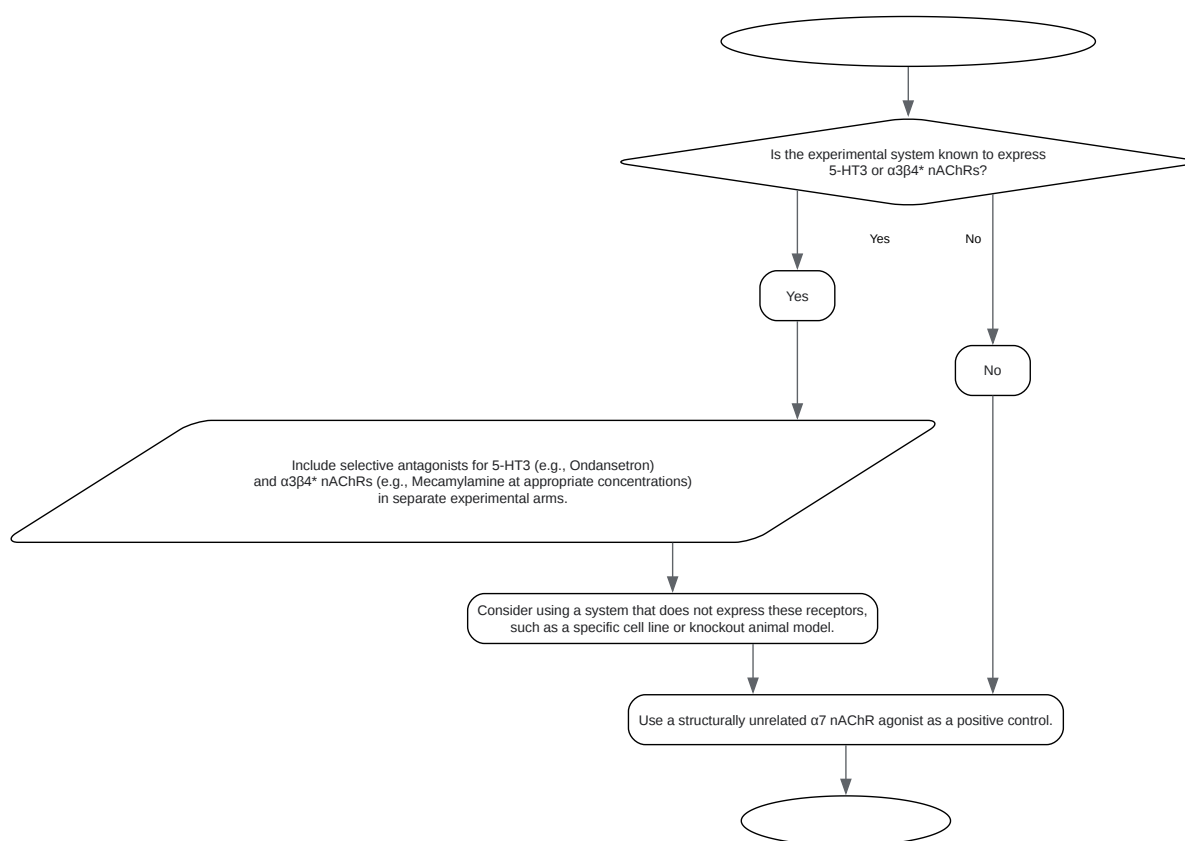 Is the experimental system known to express
5-HT3 or α3β4* nAChRs?
Yes
No
Yes
No
Include selective antagonists for 5-HT3 (e.g., Ondansetron)
and α3β4* nAChRs (e.g., Mecamylamine at appropriate concentrations)
in separate experimental arms.
Consider using a system that does not express these receptors,
such as a specific cell line or knockout animal model.
Use a structurally unrelated α7 nAChR agonist as a positive control.